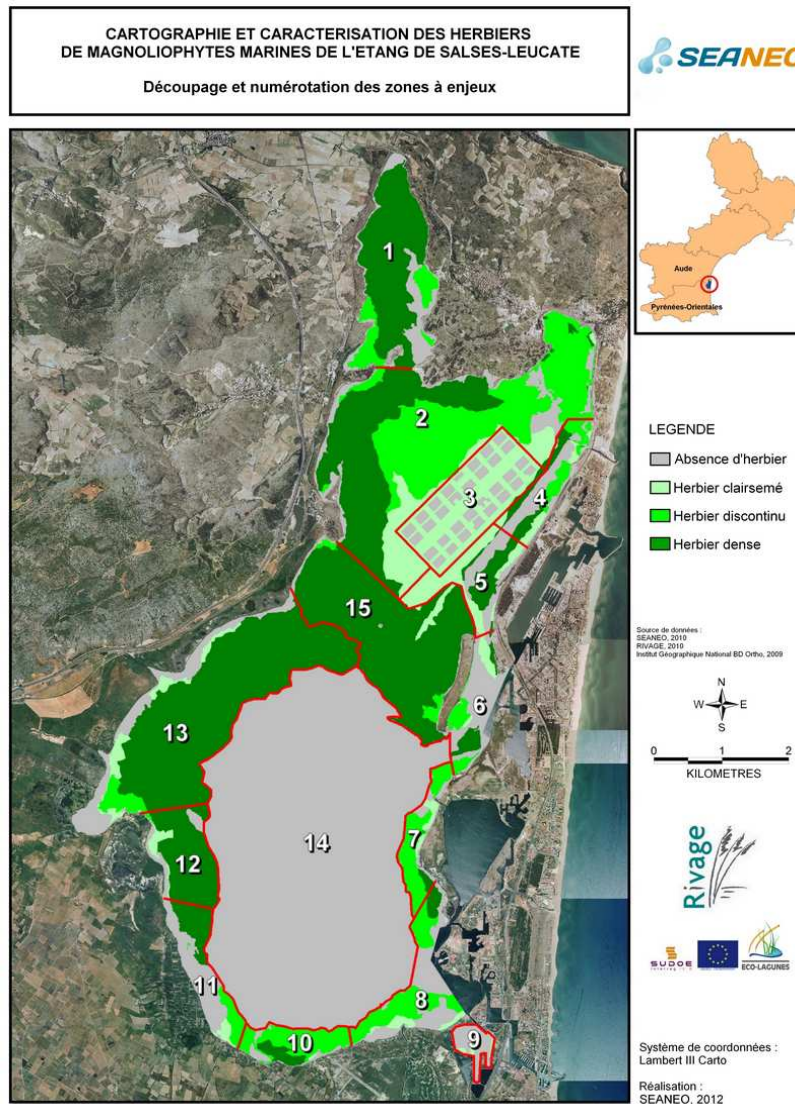 CARTOGRAPHIE ET CARACTERISATION DES HERBIERS
DE MAGNOLIOPHYTES MARINES DE L'ETANG DE SALSES-LEUCATE
Découpage et numérotation des zones à enjeux
SEANEO
Aude
Pyrénées-Orientales
1
2
3
4
5
15
6
13
14
7
12
11
8
10
9
LEGENDE
Absence d'herbier
Herbier clairsemé
Herbier discontinu
Herbier dense
Source de données :
SEANEO, 2010
RIVAGE, 2010
Institut Géographique National BD Ortho, 2009
N
W E
S
0 1 2
KILOMETRES
Rivage
SUDOE
ECO-LAGUNES
Système de coordonnées :
Lambert III Carto
Réalisation :
SEANEO, 2012